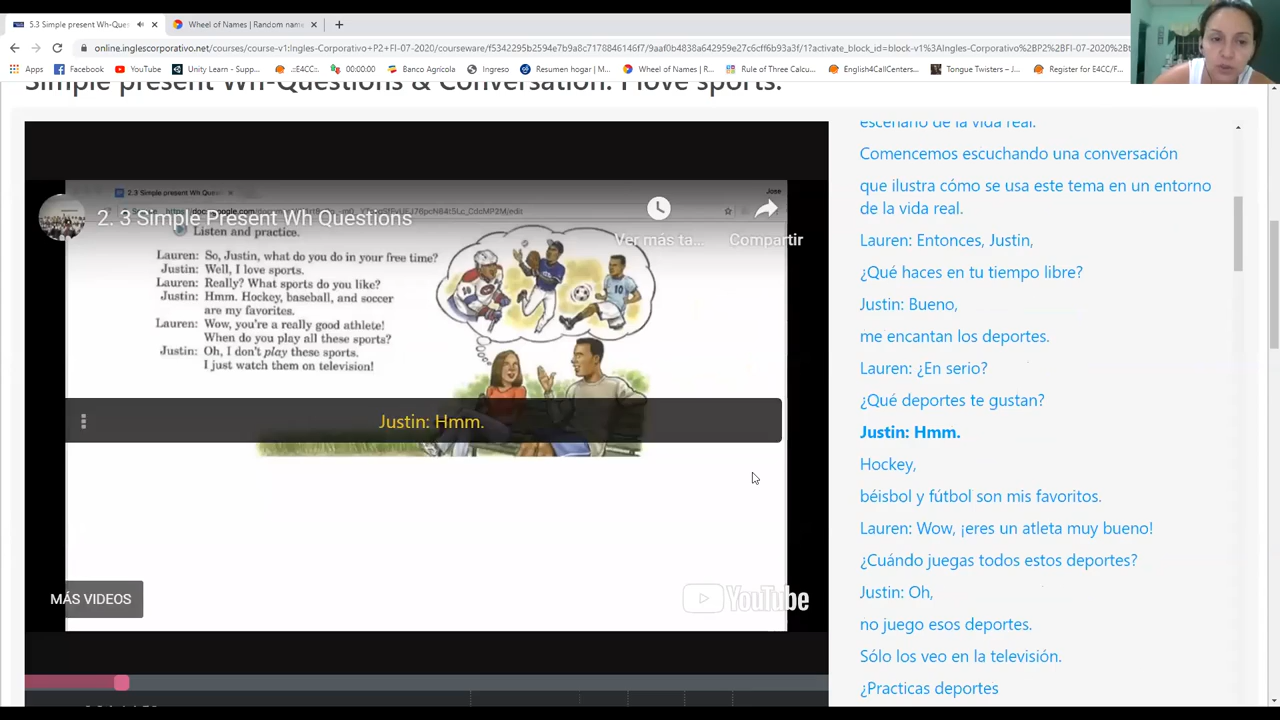 5.3 Simple present Wh-Ques
Wheel of Names | Random name
online.inglescorporativo.net/courses/course-v1:Ingles-Corporativo+P2+FI-07-2020/courseware/
Apps
Facebook
YouTube
Unity Learn - Supp...
.::E4CC::.
00:00:00
Banco Agrícola
Ingreso
Resumen hogar | M...
Wheel of Names | R...
Rule of Three Calcu...
English4CallCenters...
Tongue Twisters – J...
Register for E4CC/F...
Simple present Wh-Questions & Conversation: I love sports.
2.3 Simple present Wh Ques
Jose
2. 3 Simple Present Wh Questions
Ver más ta...
Compartir
Listen and practice.
Lauren: So, Justin, what do you do in your free time?
Justin: Well, I love sports.
Lauren: Really? What sports do you like?
Justin: Hmm. Hockey, baseball, and soccer
are my favorites.
Lauren: Wow, you're a really good athlete!
When do you play all these sports?
Justin: Oh, I don't play these sports.
I just watch them on television!
10
Justin: Hmm.
MÁS VIDEOS
YouTube
escenario de la vida real.
Comencemos escuchando una conversación
que ilustra cómo se usa este tema en un entorno
de la vida real.
Lauren: Entonces, Justin,
¿Qué haces en tu tiempo libre?
Justin: Bueno,
me encantan los deportes.
Lauren: ¿En serio?
¿Qué deportes te gustan?
Justin: Hmm.
Hockey,
béisbol y fútbol son mis favoritos.
Lauren: Wow, ¡eres un atleta muy bueno!
¿Cuándo juegas todos estos deportes?
Justin: Oh,
no juego esos deportes.
Sólo los veo en la televisión.
¿Practicas deportes